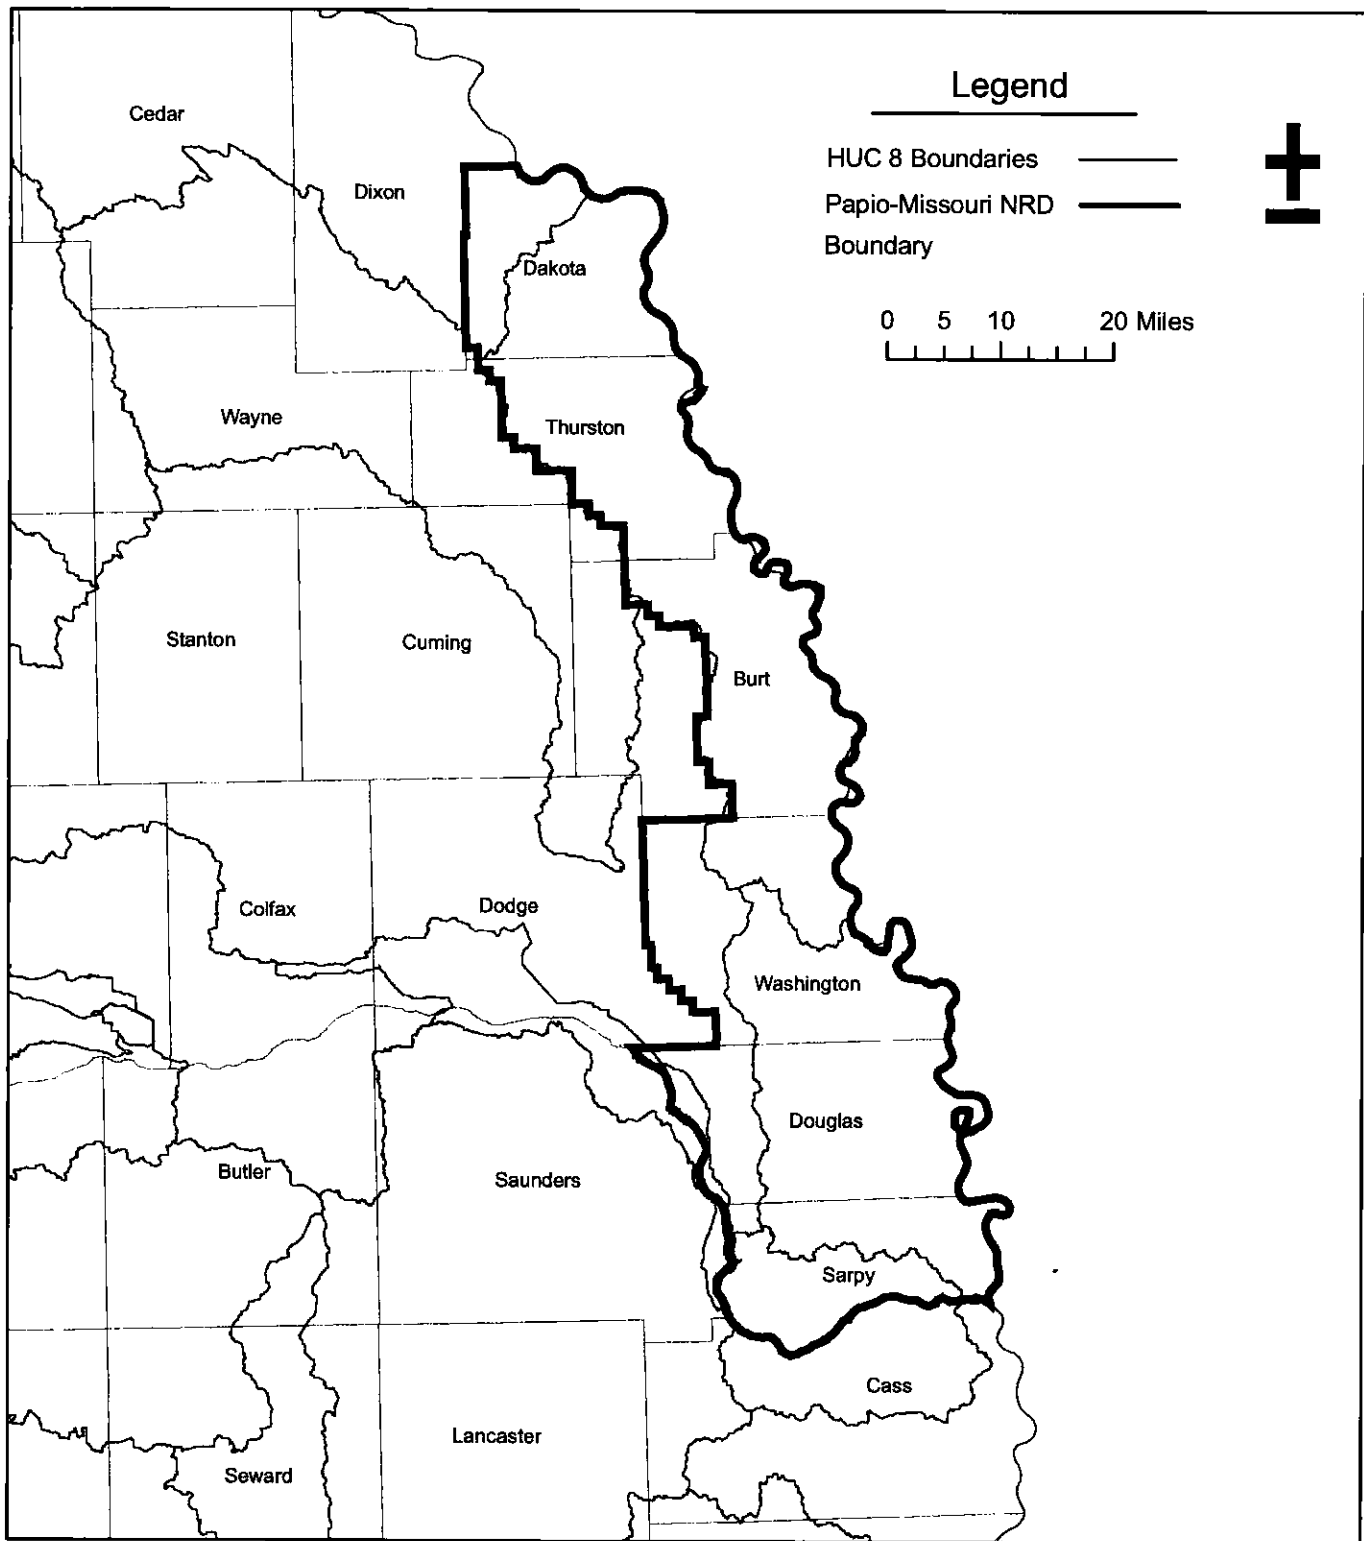 Legend
HUC 8 Boundaries
Papio-Missouri NRD
Boundary
0 5 10 20 Miles
Cedar
Dixon
Dakota
Wayne
Thurston
Stanton
Cuming
Burt
Colfax
Dodge
Washington
Douglas
Butler
Saunders
Sarpy
Cass
Lancaster
Seward